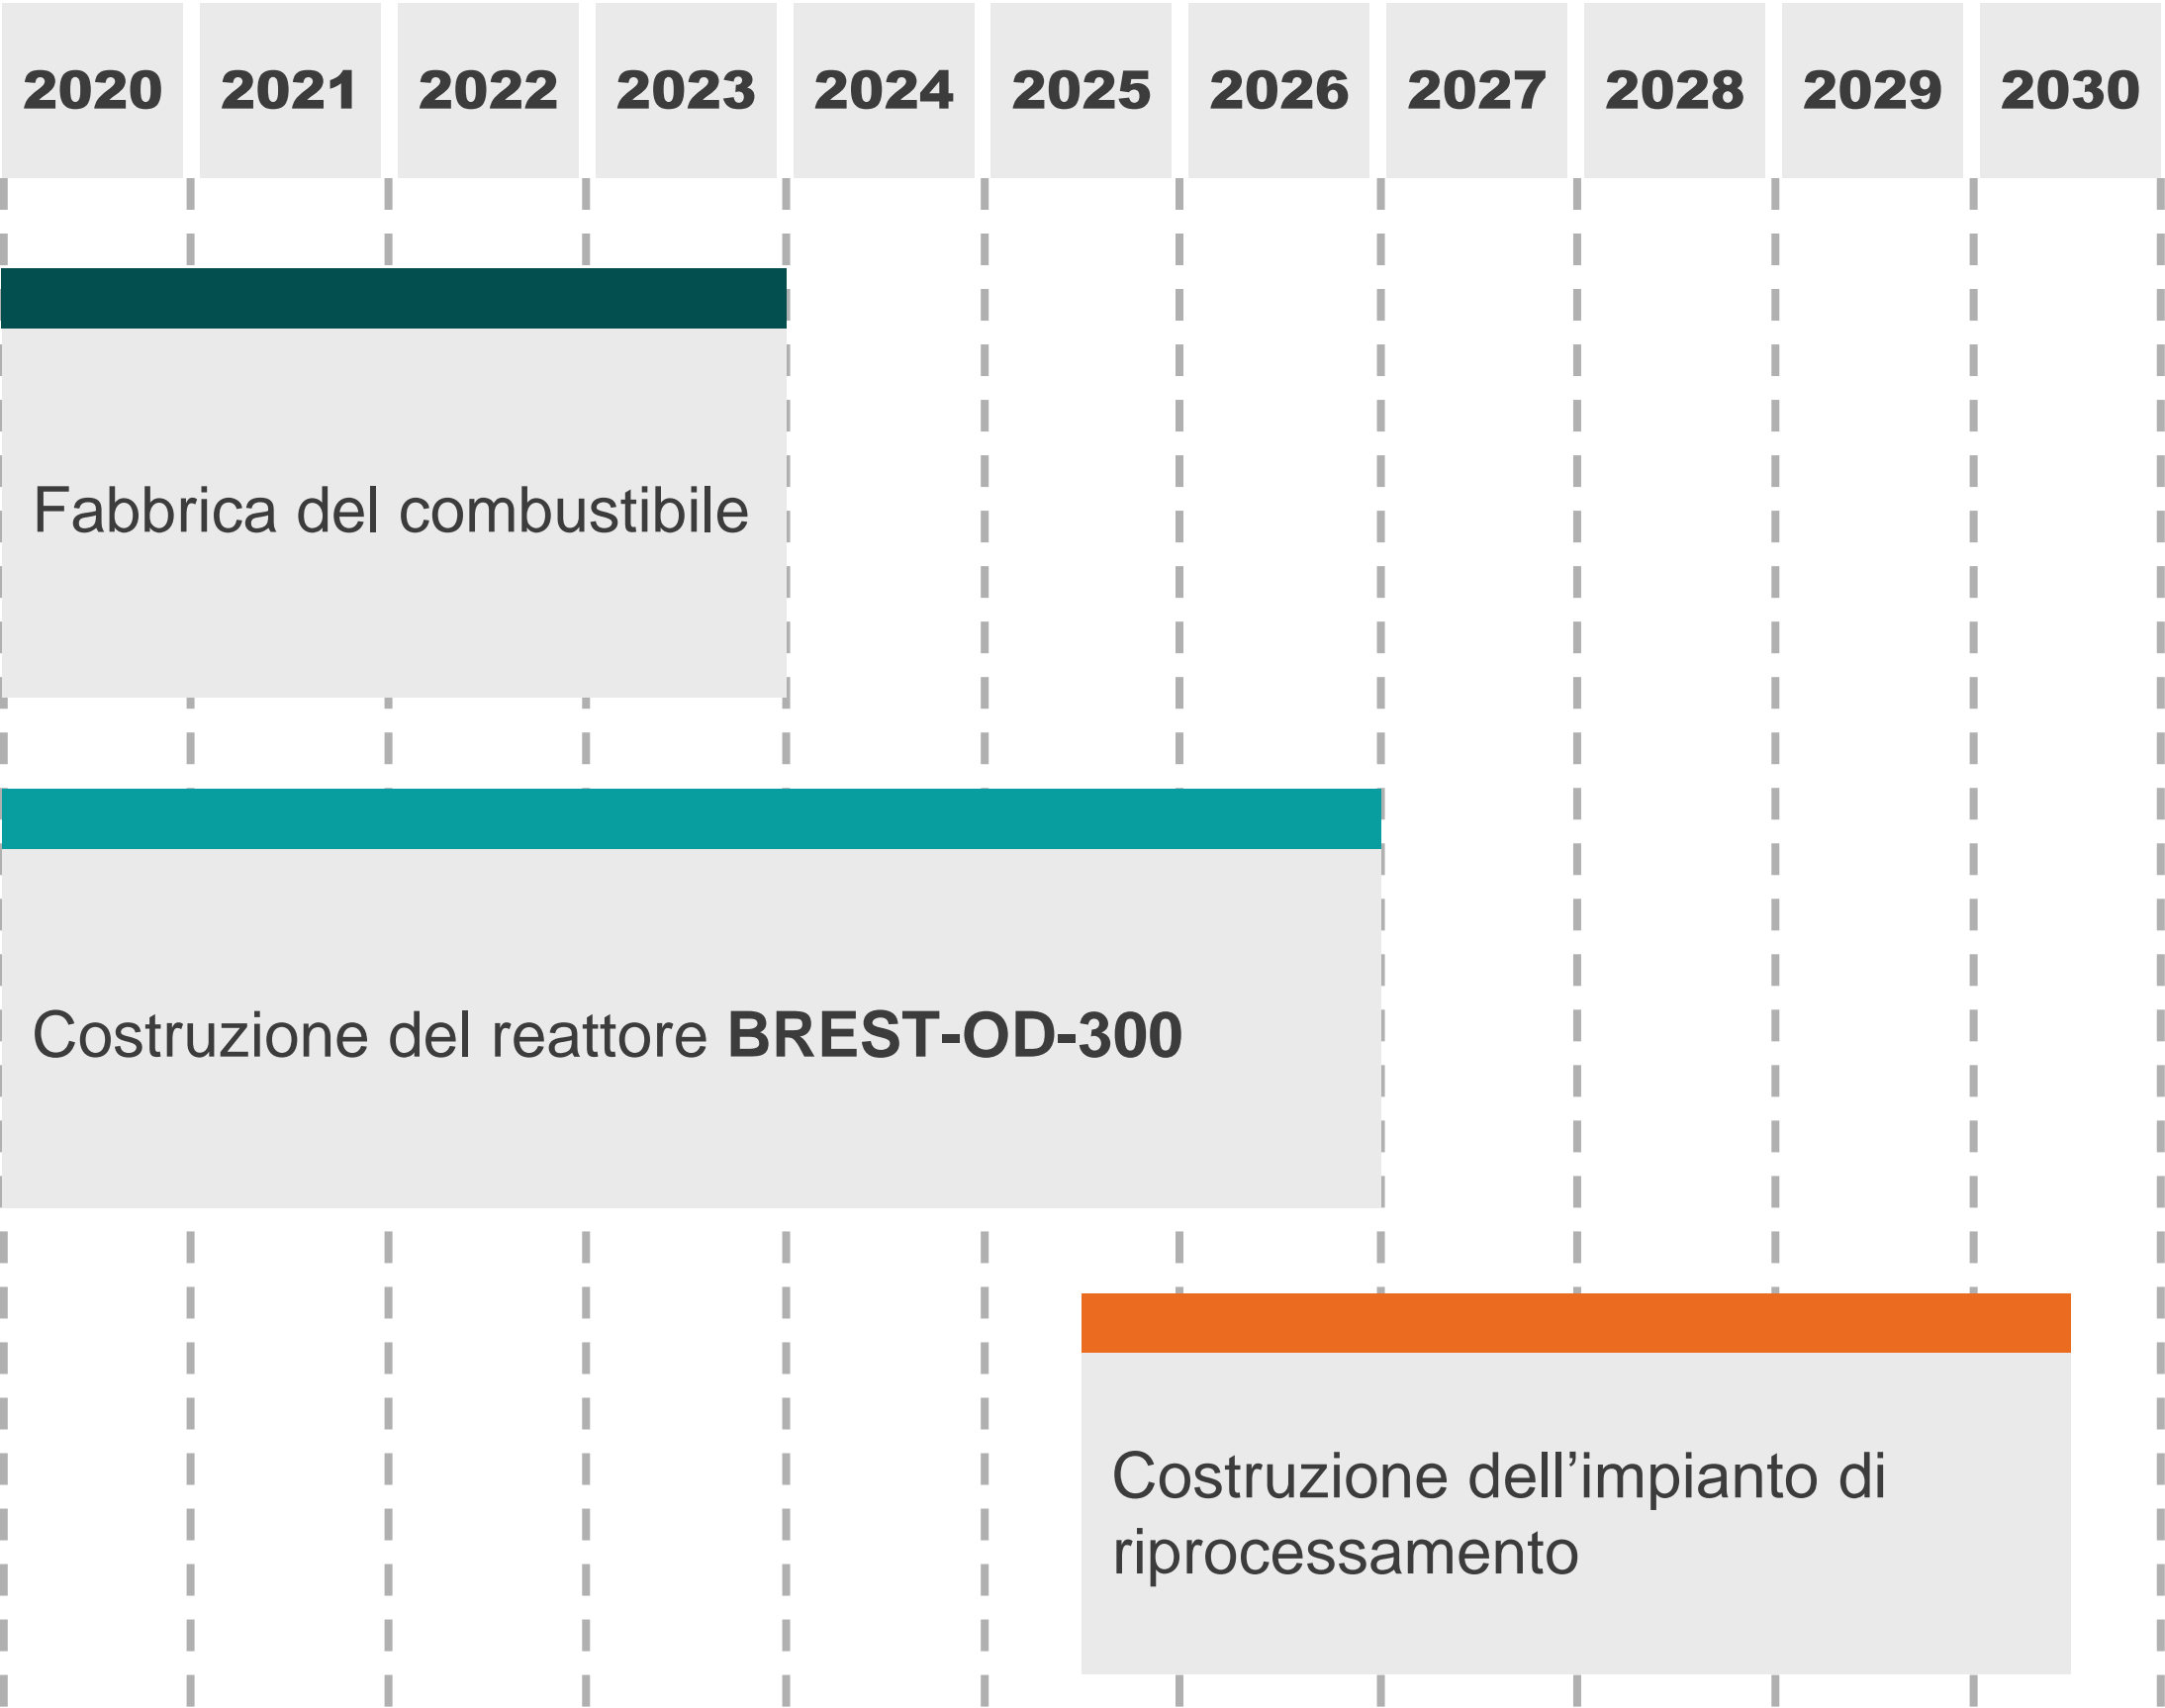 2020 2021 2022 2023 2024 2025 2026 2027 2028 2029 2030
Fabbrica del combustibile
Costruzione del reattore BREST-OD-300
Costruzione dell’impianto di
riprocessamento